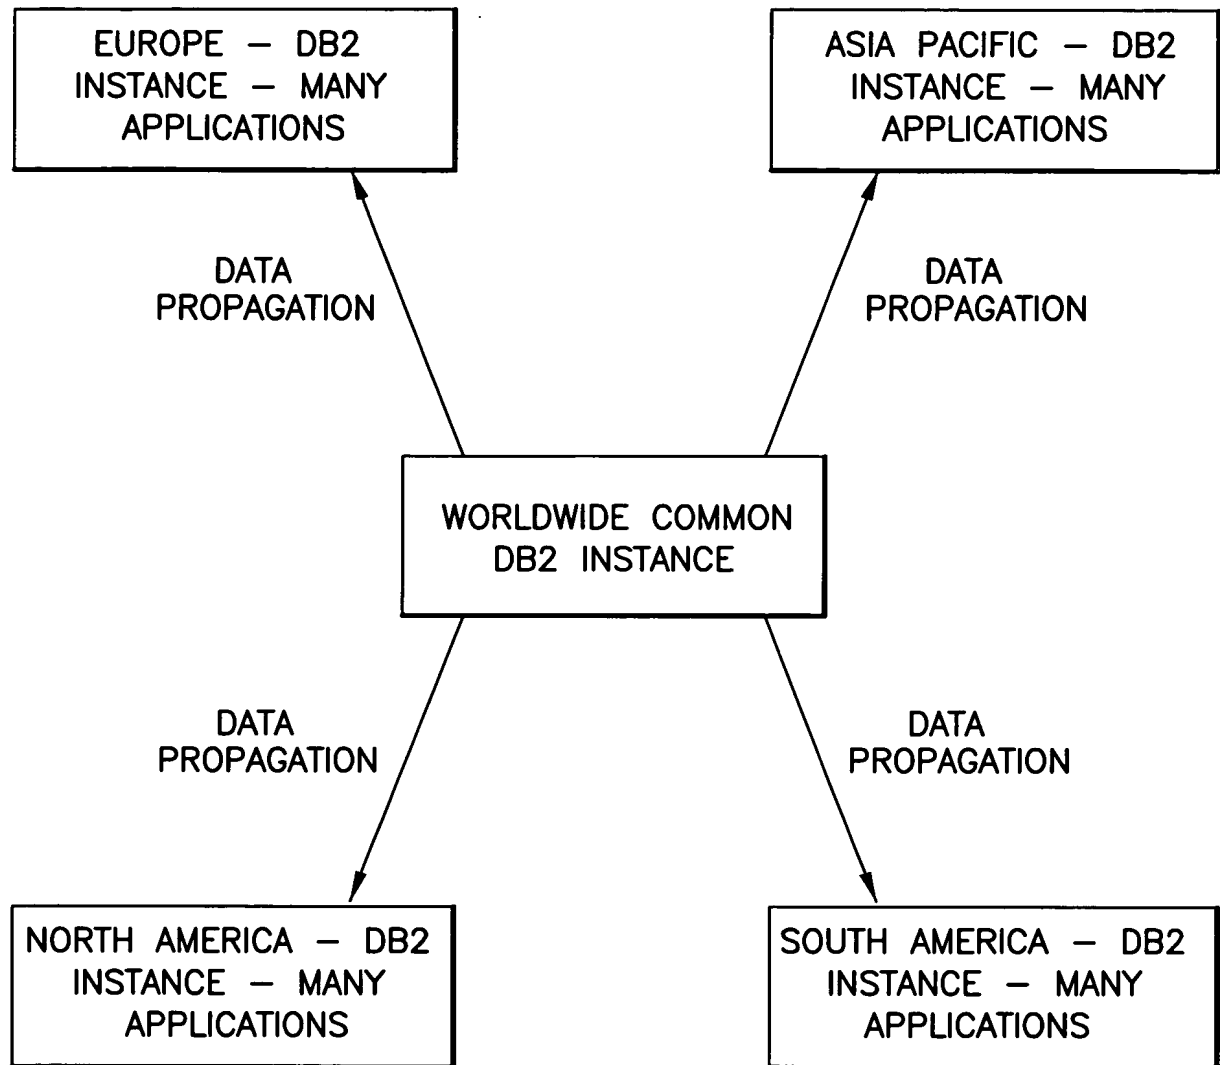 EUROPE – DB2
INSTANCE – MANY
APPLICATIONS
ASIA PACIFIC – DB2
INSTANCE – MANY
APPLICATIONS
DATA
PROPAGATION
DATA
PROPAGATION
WORLDWIDE COMMON
DB2 INSTANCE
DATA
PROPAGATION
DATA
PROPAGATION
NORTH AMERICA – DB2
INSTANCE – MANY
APPLICATIONS
SOUTH AMERICA – DB2
INSTANCE – MANY
APPLICATIONS